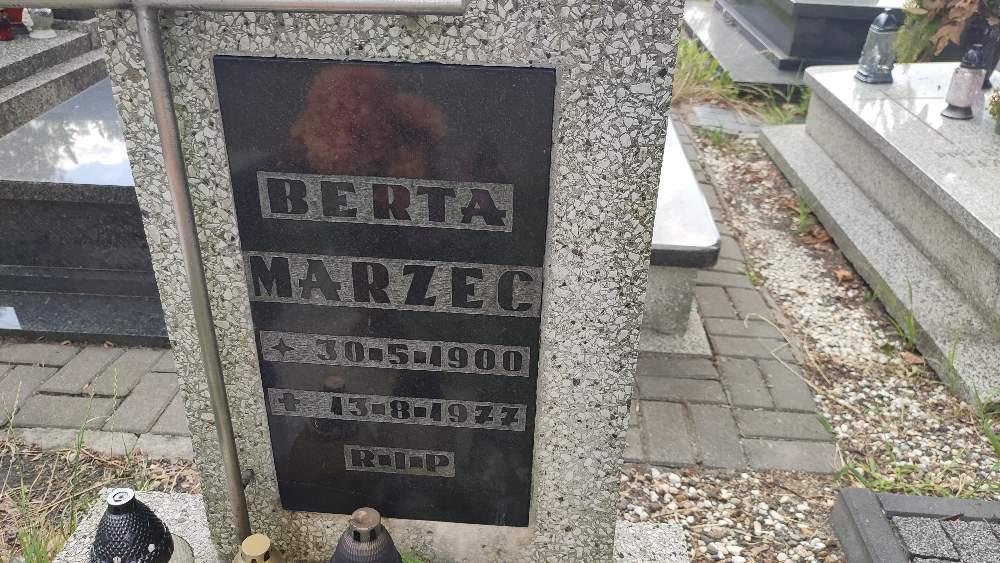 BERTA
MARZEC
✦ 30·5·1900
✝ 13·8·1977
R·I·P